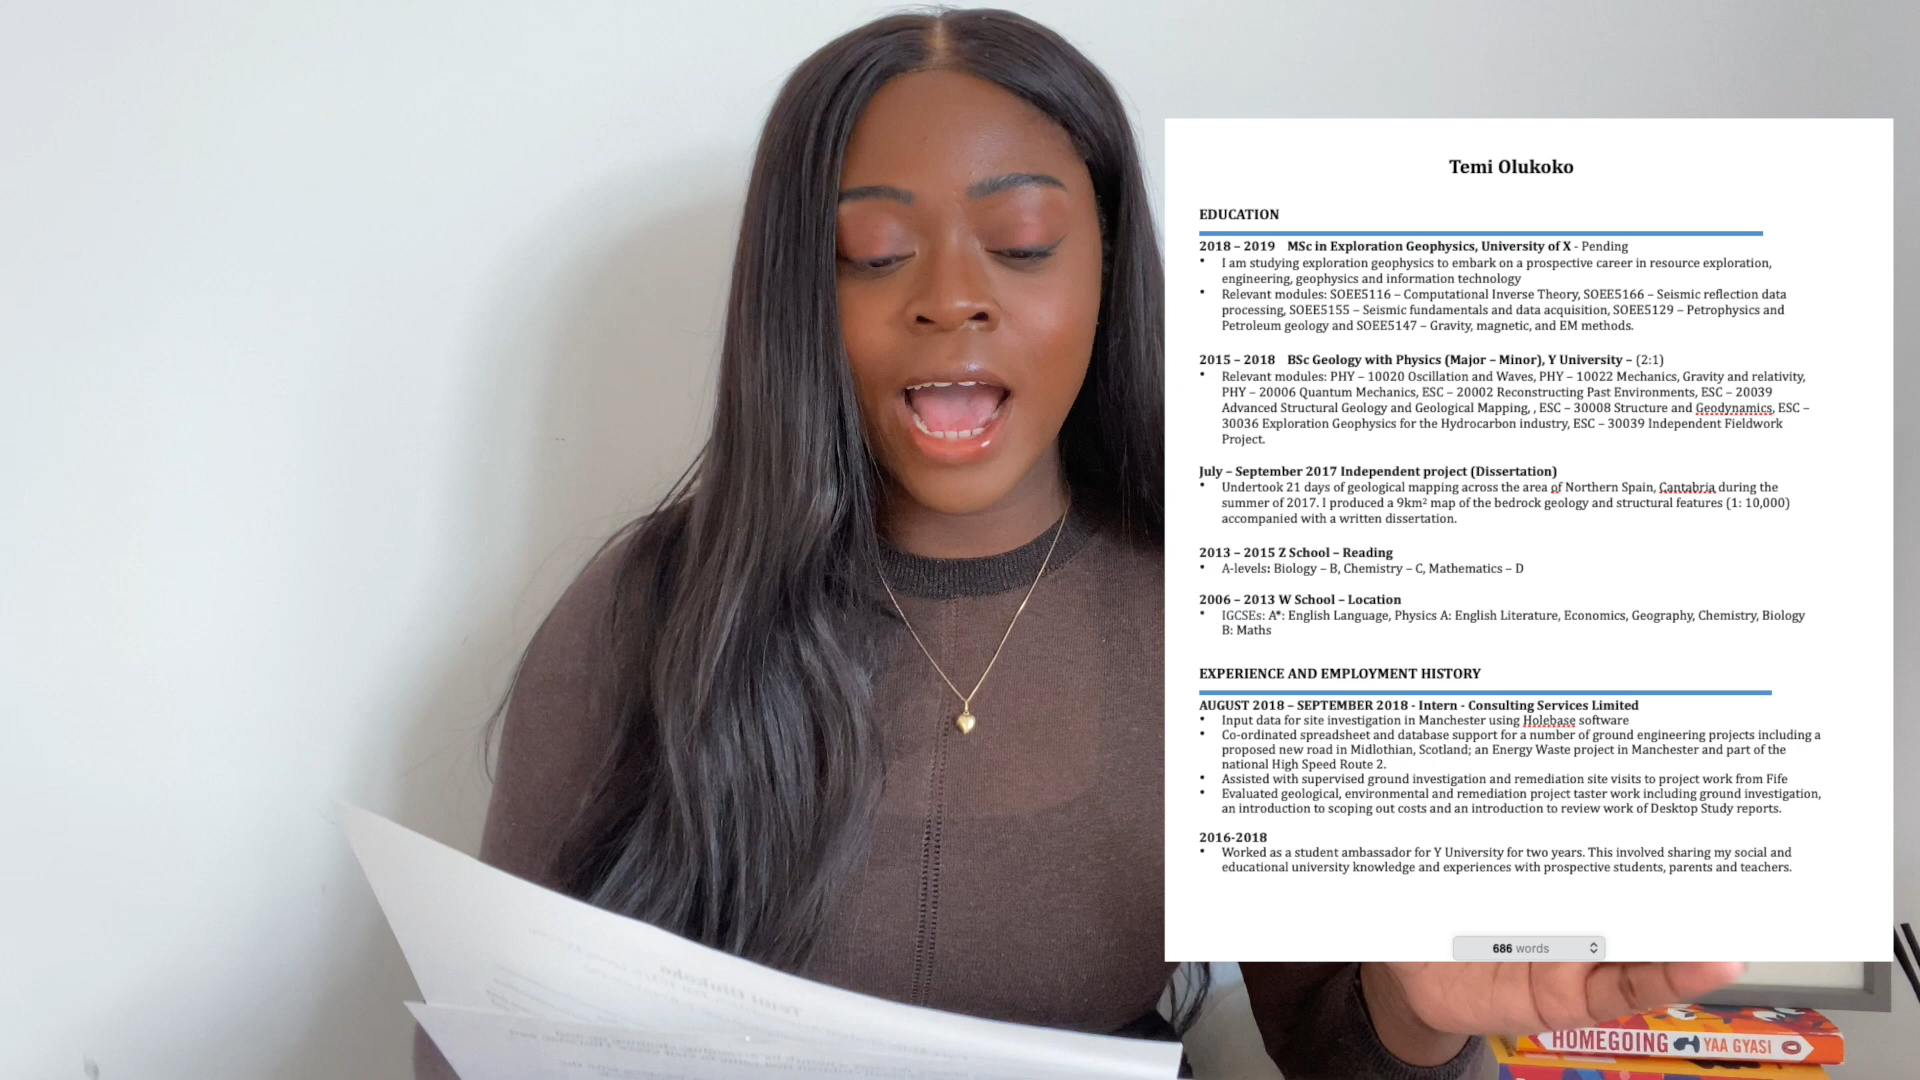 Temi Olukoko
EDUCATION
2018 – 2019 MSc in Exploration Geophysics, University of X - Pending
• I am studying exploration geophysics to embark on a prospective career in resource exploration,
engineering, geophysics and information technology
• Relevant modules: SOEE5116 – Computational Inverse Theory, SOEE5166 – Seismic reflection data
processing, SOEE5155 – Seismic fundamentals and data acquisition, SOEE5129 – Petrophysics and
Petroleum geology and SOEE5147 – Gravity, magnetic, and EM methods.
2015 – 2018 BSc Geology with Physics (Major – Minor), Y University – (2:1)
• Relevant modules: PHY – 10020 Oscillation and Waves, PHY – 10022 Mechanics, Gravity and relativity,
PHY – 20006 Quantum Mechanics, ESC – 20002 Reconstructing Past Environments, ESC – 20039
Advanced Structural Geology and Geological Mapping, , ESC – 30008 Structure and Geodynamics, ESC –
30036 Exploration Geophysics for the Hydrocarbon industry, ESC – 30039 Independent Fieldwork
Project.
July – September 2017 Independent project (Dissertation)
• Undertook 21 days of geological mapping across the area of Northern Spain, Cantabria during the
summer of 2017. I produced a 9km² map of the bedrock geology and structural features (1: 10,000)
accompanied with a written dissertation.
2013 – 2015 Z School – Reading
• A-levels: Biology – B, Chemistry – C, Mathematics – D
2006 – 2013 W School – Location
• IGCSEs: A*: English Language, Physics A: English Literature, Economics, Geography, Chemistry, Biology
B: Maths
EXPERIENCE AND EMPLOYMENT HISTORY
AUGUST 2018 – SEPTEMBER 2018 - Intern - Consulting Services Limited
• Input data for site investigation in Manchester using Holebase software
• Co-ordinated spreadsheet and database support for a number of ground engineering projects including a
proposed new road in Midlothian, Scotland; an Energy Waste project in Manchester and part of the
national High Speed Route 2.
• Assisted with supervised ground investigation and remediation site visits to project work from Fife
• Evaluated geological, environmental and remediation project taster work including ground investigation,
an introduction to scoping out costs and an introduction to review work of Desktop Study reports.
2016-2018
• Worked as a student ambassador for Y University for two years. This involved sharing my social and
educational university knowledge and experiences with prospective students, parents and teachers.
686 words
HOMEGOING YAA GYASI
Temi Olukoko